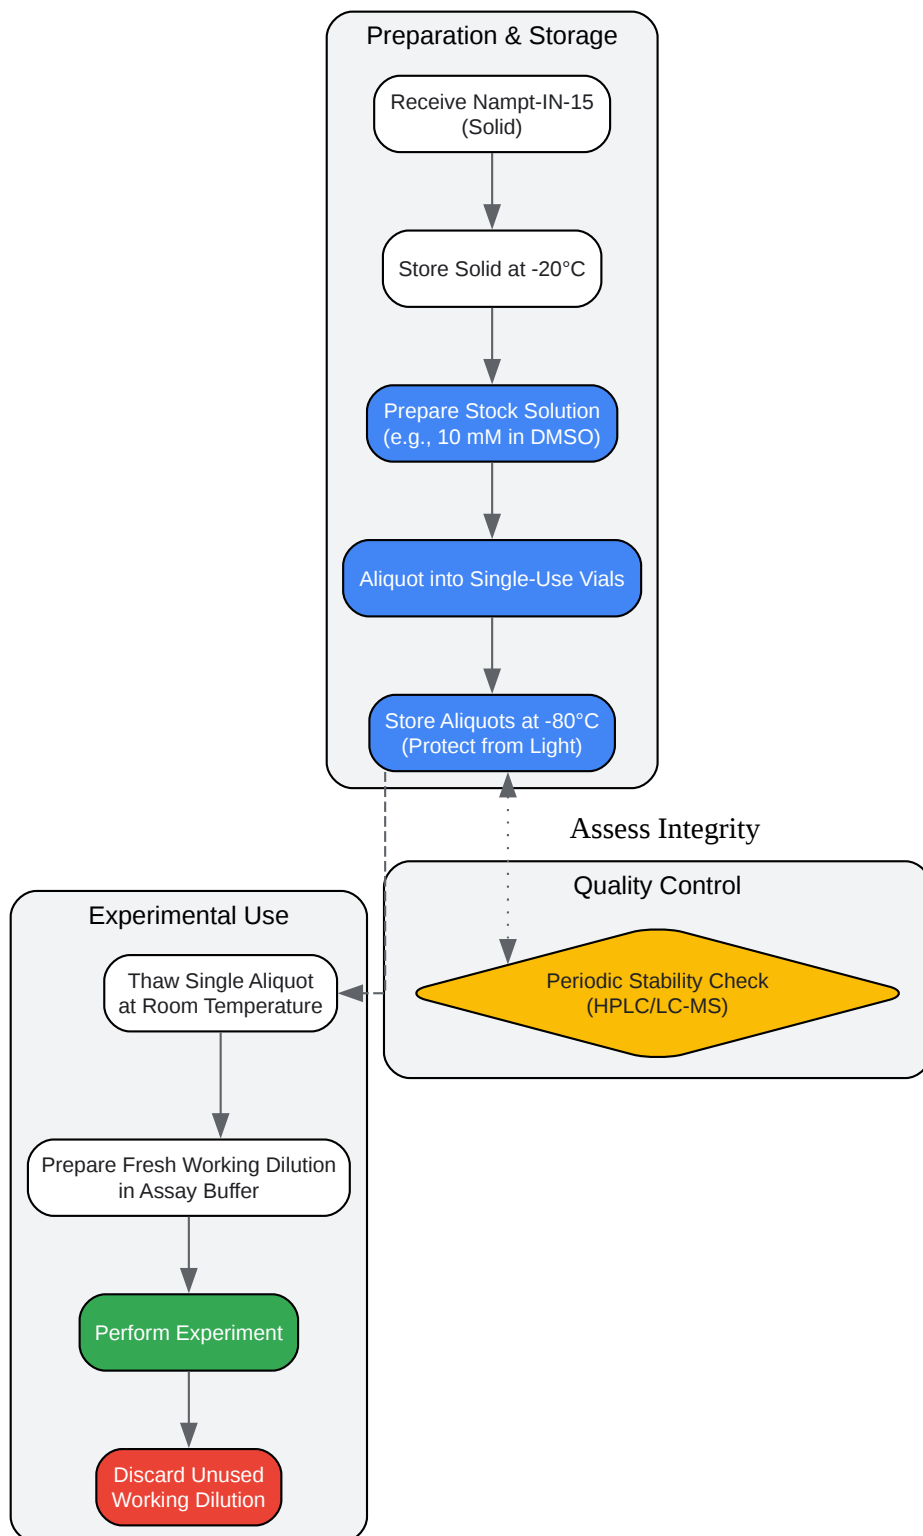 Preparation & Storage
Receive Nampt-IN-15
(Solid)
Store Solid at -20°C
Prepare Stock Solution
(e.g., 10 mM in DMSO)
Aliquot into Single-Use Vials
Store Aliquots at -80°C
(Protect from Light)
Assess Integrity
Quality Control
Periodic Stability Check
(HPLC/LC-MS)
Experimental Use
Thaw Single Aliquot
at Room Temperature
Prepare Fresh Working Dilution
in Assay Buffer
Perform Experiment
Discard Unused
Working Dilution